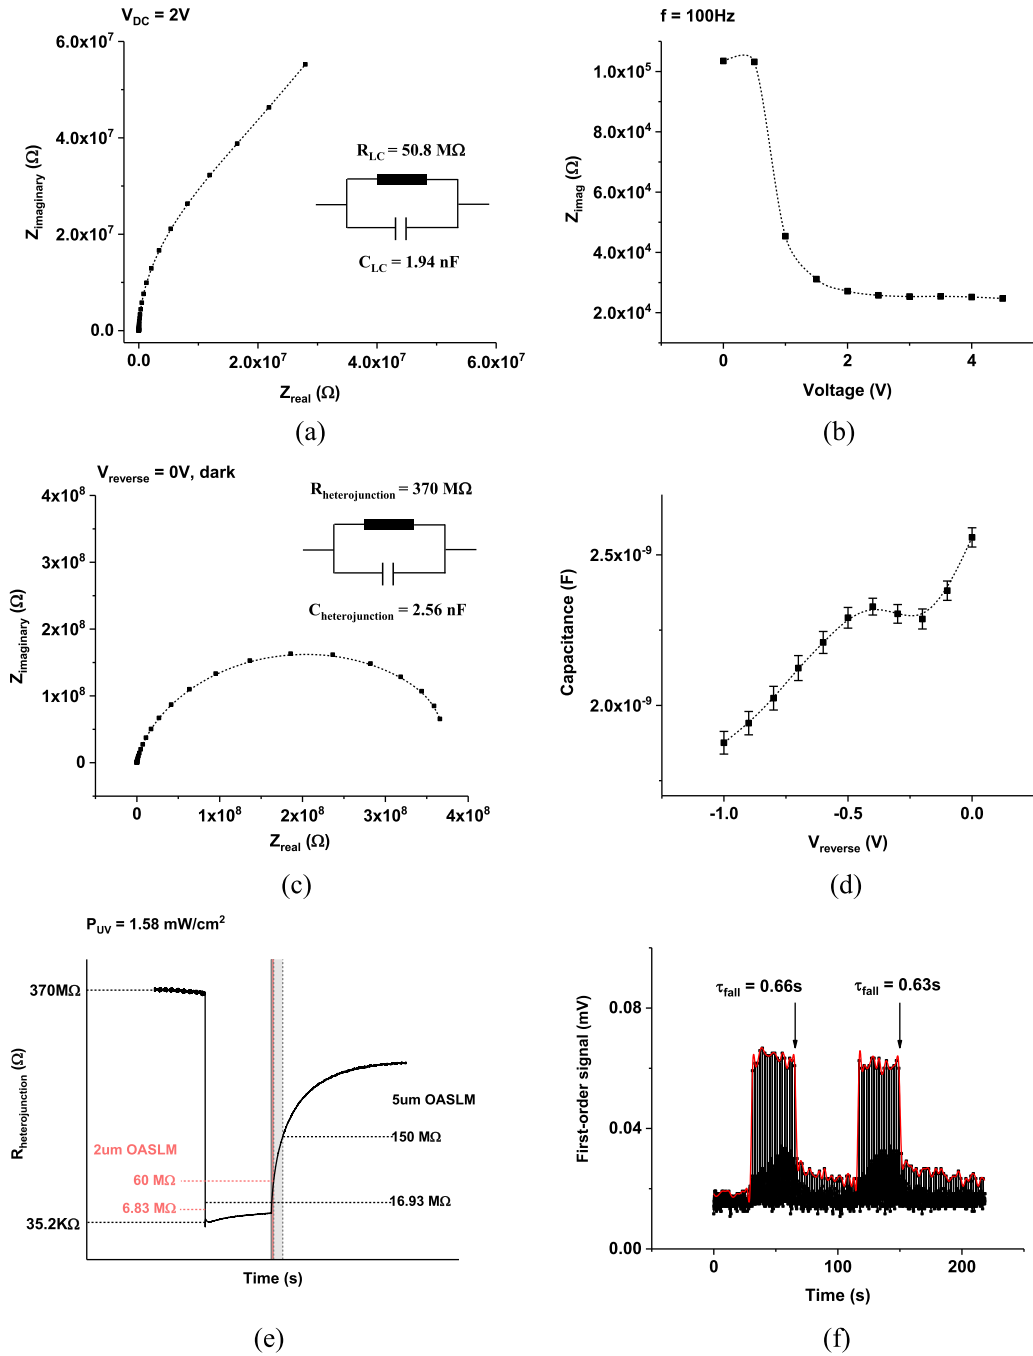 V_DC = 2V
6.0x10^7
4.0x10^7
2.0x10^7
0.0
Z_imaginary (Ω)
R_LC = 50.8 MΩ
C_LC = 1.94 nF
0.0 2.0x10^7 4.0x10^7 6.0x10^7
Z_real (Ω)
(a)
f = 100Hz
1.0x10^5
8.0x10^4
6.0x10^4
4.0x10^4
2.0x10^4
Z_imag (Ω)
0 2 4
Voltage (V)
(b)
V_reverse = 0V, dark
4x10^8
3x10^8
2x10^8
1x10^8
0
Z_imaginary (Ω)
R_heterojunction = 370 MΩ
C_heterojunction = 2.56 nF
0 1x10^8 2x10^8 3x10^8 4x10^8
Z_real (Ω)
(c)
2.5x10^-9
2.0x10^-9
Capacitance (F)
-1.0 -0.5 0.0
V_reverse (V)
(d)
P_UV = 1.58 mW/cm^2
R_heterojunction (Ω)
370MΩ
5um OASLM
150 MΩ
2um OASLM
60 MΩ
16.93 MΩ
6.83 MΩ
35.2KΩ
Time (s)
(e)
0.08
0.04
0.00
First-order signal (mV)
τ_fall = 0.66s
τ_fall = 0.63s
0 100 200
Time (s)
(f)